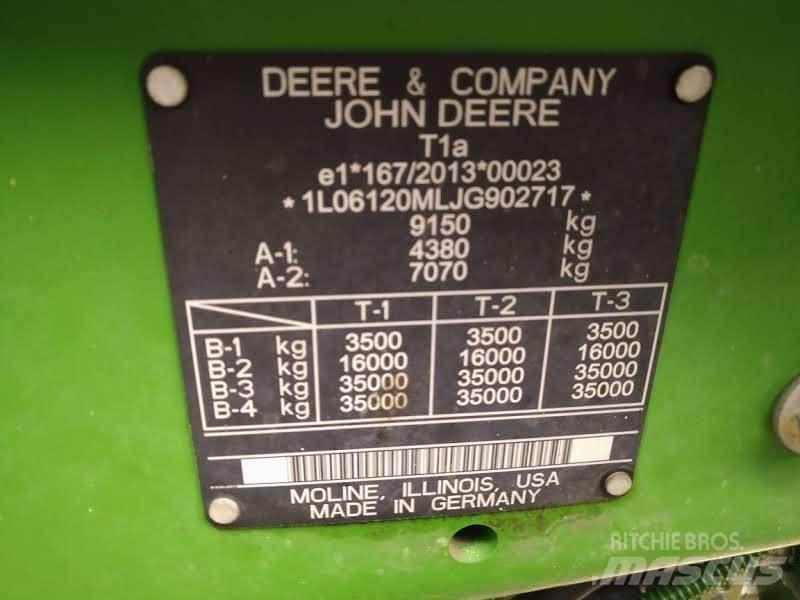 DEERE & COMPANY
JOHN DEERE
T1a
e1*167/2013*00023
*1L06120MLJG902717*
9150 kg
A-1: 4380 kg
A-2: 7070 kg
T-1 T-2 T-3
B-1 kg 3500 3500 3500
B-2 kg 16000 16000 16000
B-3 kg 35000 35000 35000
B-4 kg 35000 35000 35000
MOLINE, ILLINOIS, USA
MADE IN GERMANY
RITCHIE BROS.
MASCUS